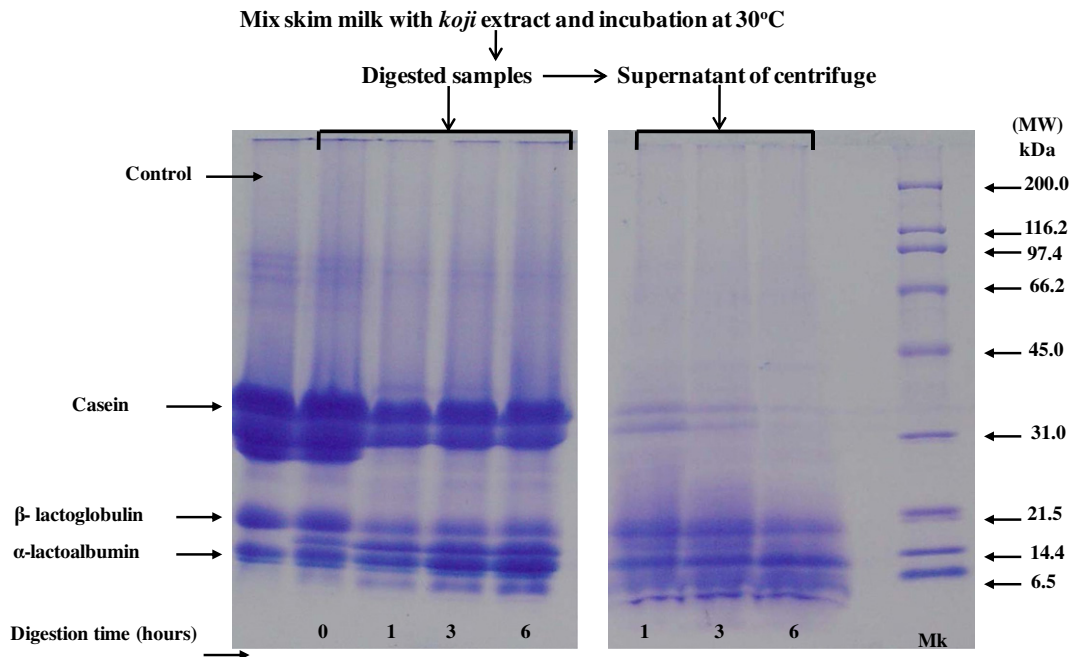 Mix skim milk with koji extract and incubation at 30°C
Digested samples
Supernatant of centrifuge
(MW)
kDa
Control
200.0
116.2
97.4
66.2
45.0
Casein
31.0
β- lactoglobulin
21.5
α-lactoalbumin
14.4
6.5
Digestion time (hours)
0 1 3 6
1 3 6
Mk